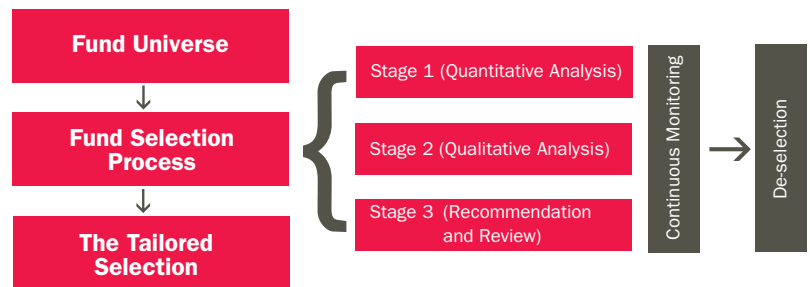 Fund Universe
Fund Selection
Process
The Tailored
Selection
Stage 1 (Quantitative Analysis)
Stage 2 (Qualitative Analysis)
Stage 3 (Recommendation
and Review)
Continuous Monitoring
De-selection